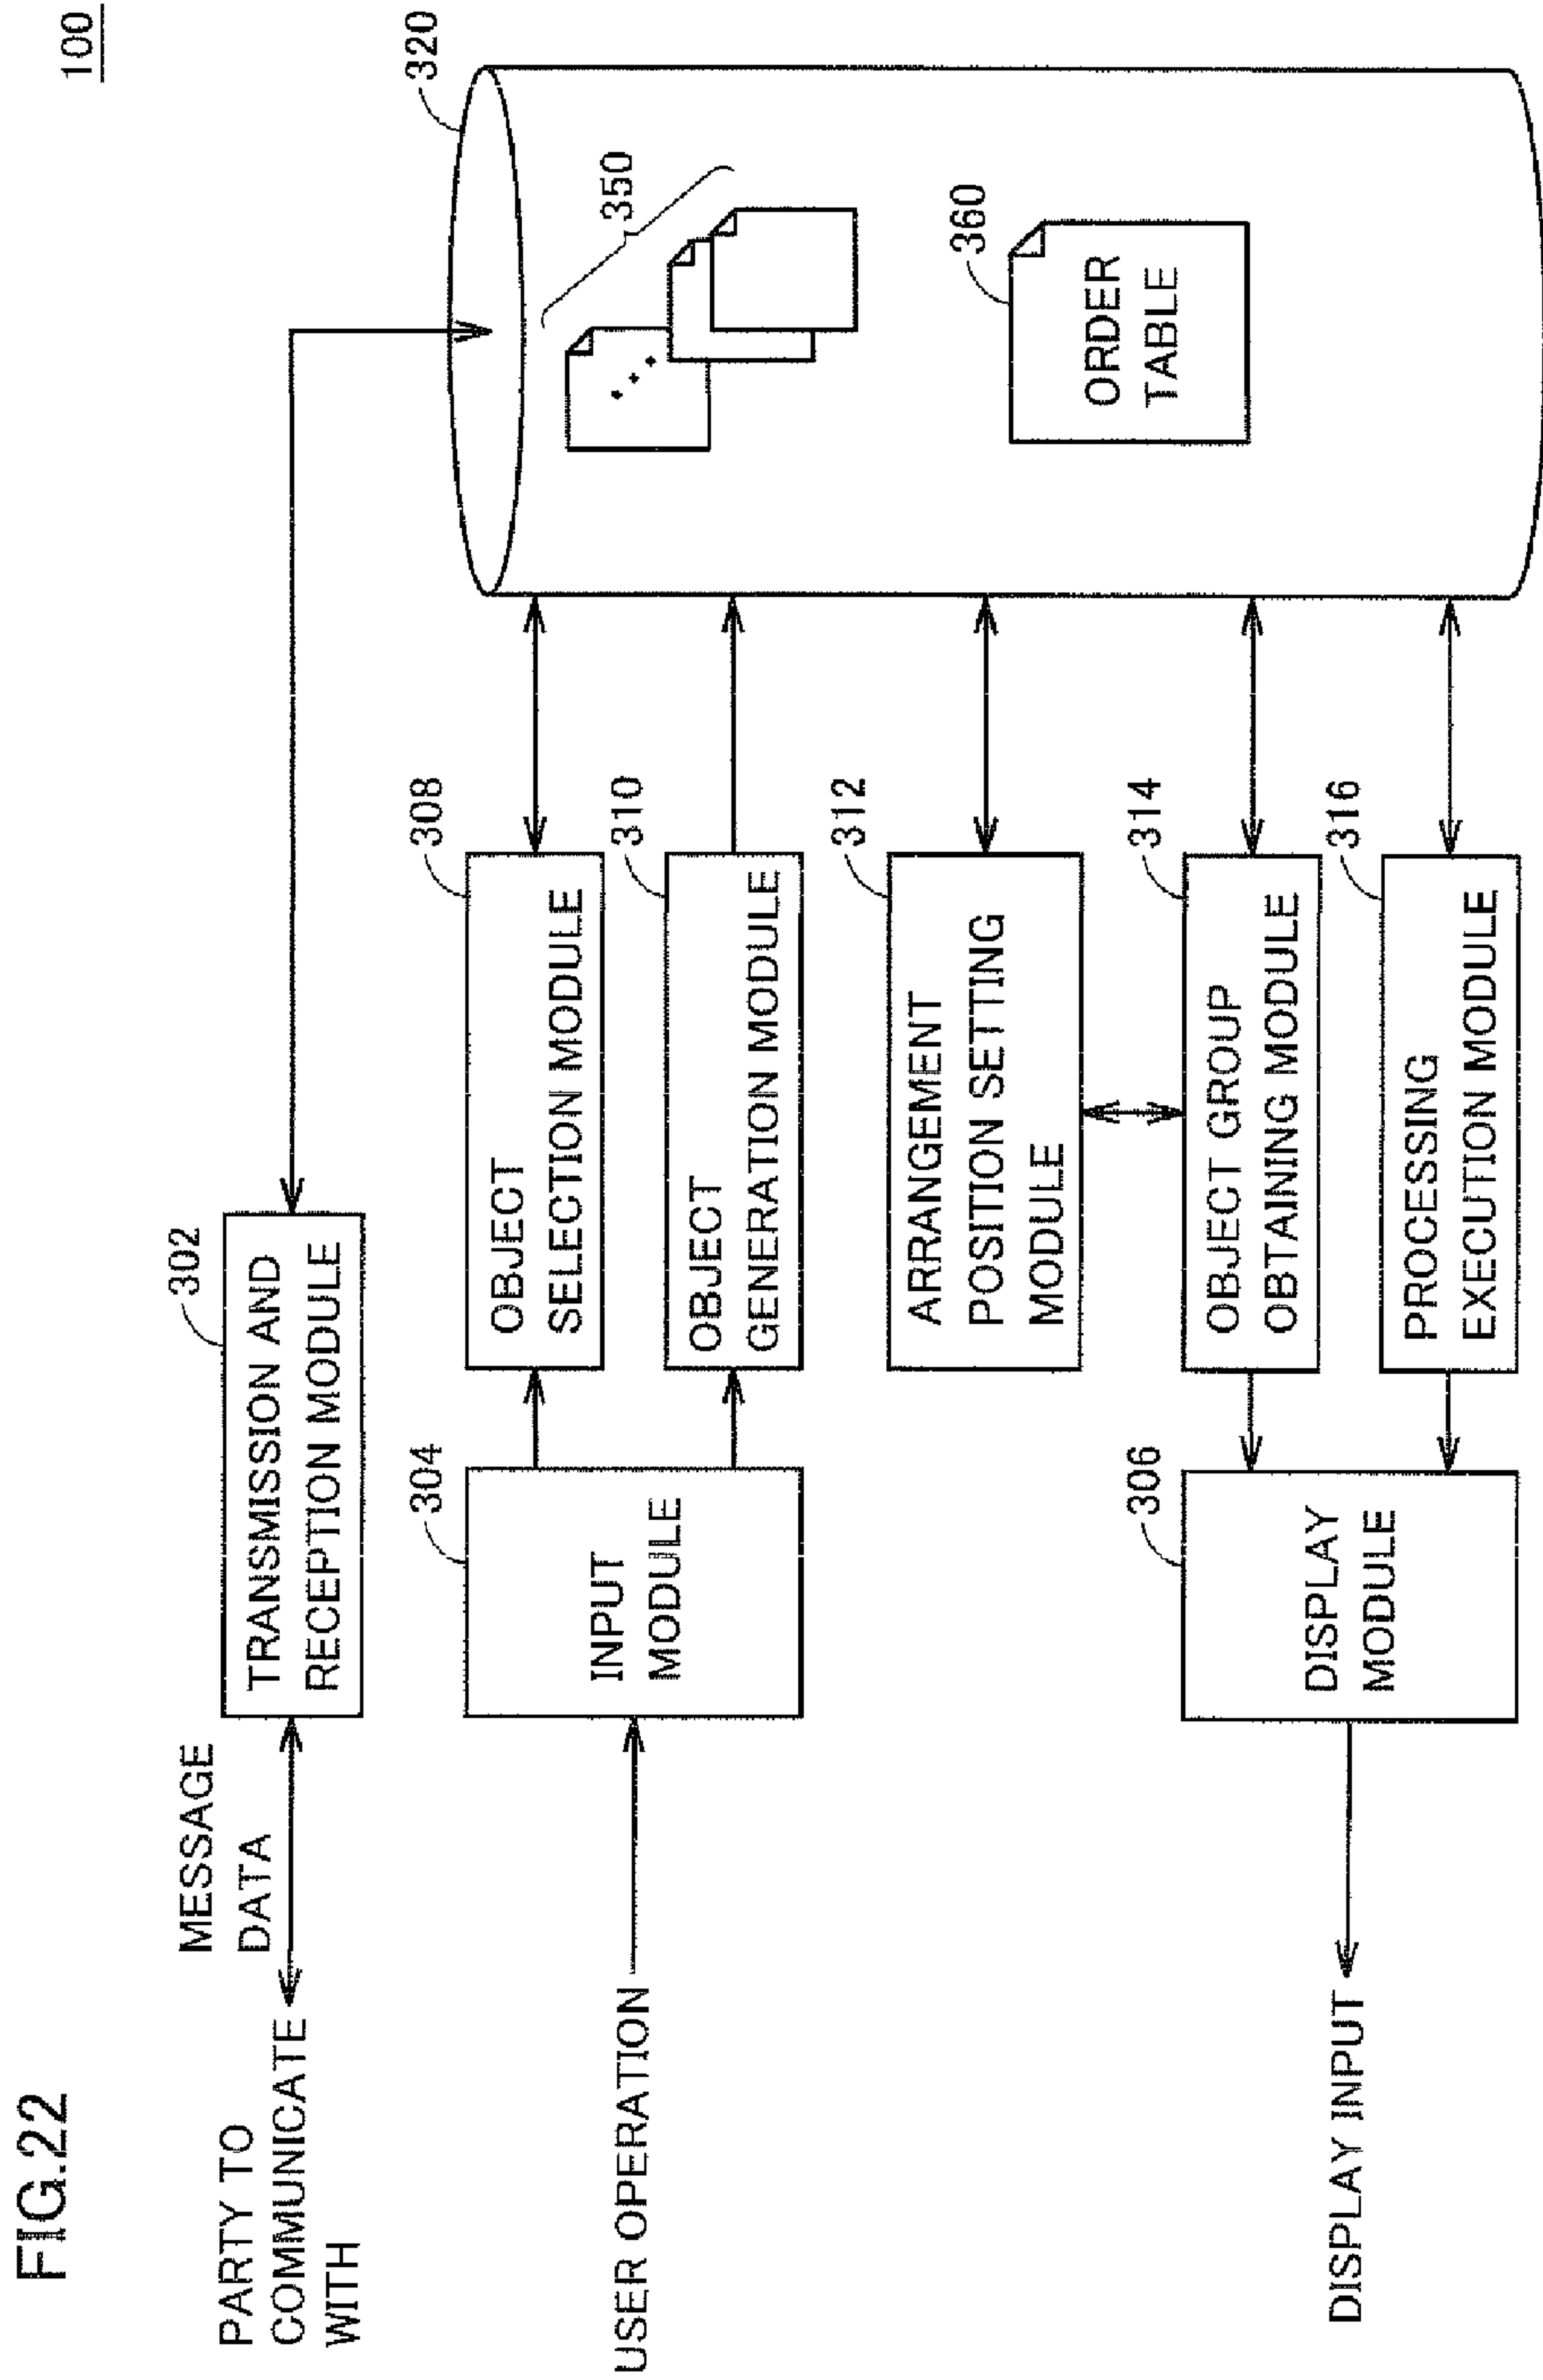 FIG.22
100
PARTY TO
COMMUNICATE
WITH
MESSAGE
DATA
302
TRANSMISSION AND
RECEPTION MODULE
320
USER OPERATION
304
INPUT
MODULE
308
OBJECT
SELECTION MODULE
310
OBJECT
GENERATION MODULE
350
312
ARRANGEMENT
POSITION SETTING
MODULE
360
ORDER
TABLE
DISPLAY INPUT
306
DISPLAY
MODULE
314
OBJECT GROUP
OBTAINING MODULE
316
PROCESSING
EXECUTION MODULE